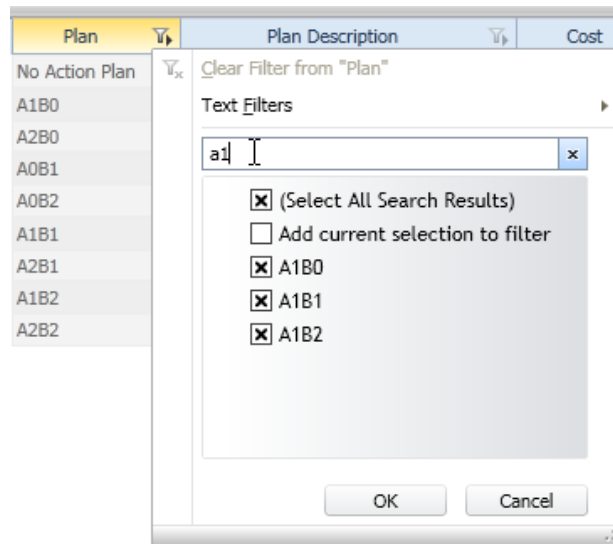 Plan Plan Description Cost
No Action Plan
A1B0
A2B0
A0B1
A0B2
A1B1
A2B1
A1B2
A2B2
Clear Filter from "Plan"
Text Filters
a1
(Select All Search Results)
Add current selection to filter
A1B0
A1B1
A1B2
OK Cancel